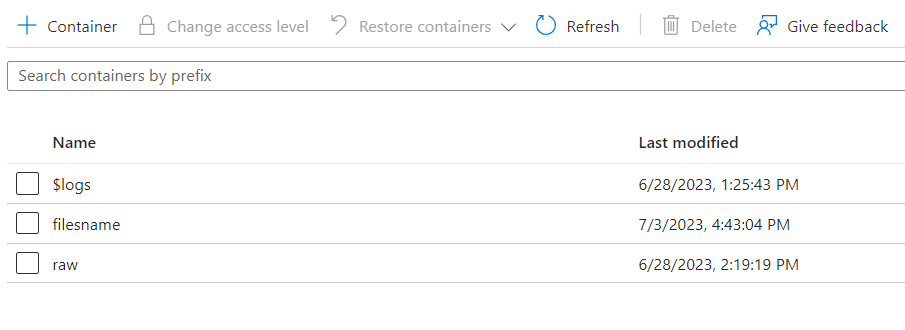 Container Change access level Restore containers Refresh Delete Give feedback
Search containers by prefix
Name Last modified
$logs 6/28/2023, 1:25:43 PM
filesname 7/3/2023, 4:43:04 PM
raw 6/28/2023, 2:19:19 PM